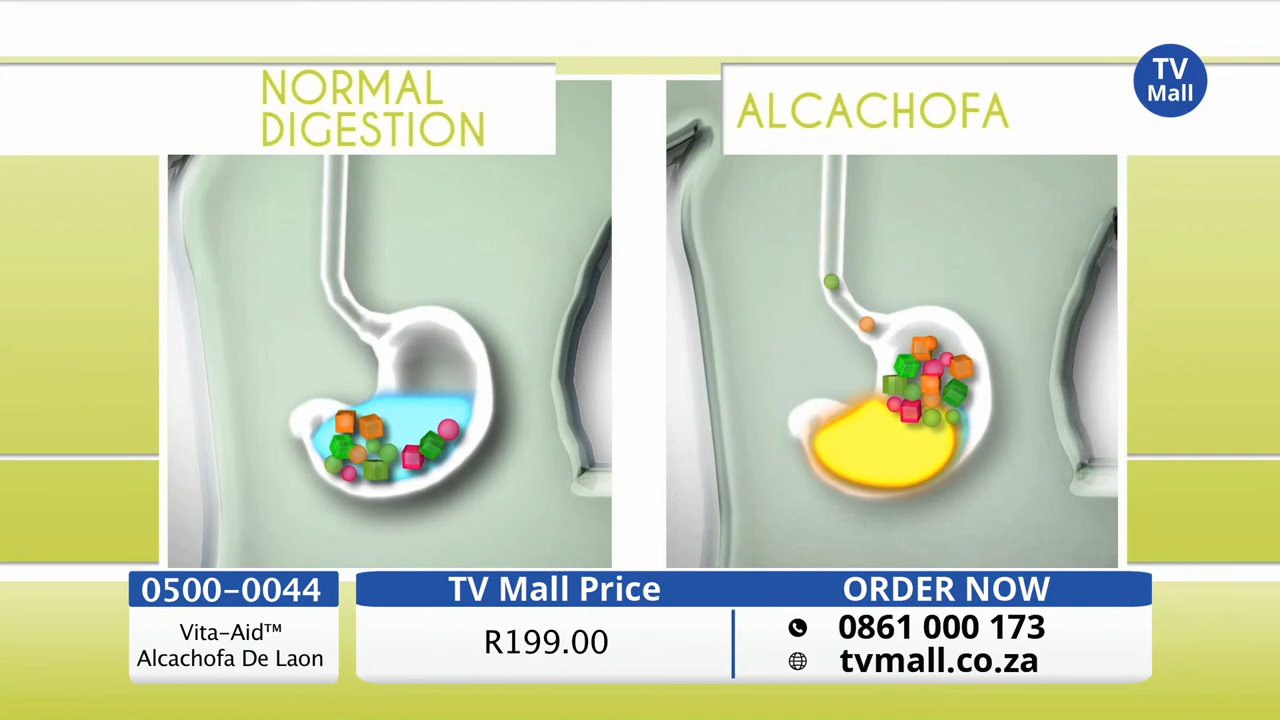 NORMAL
DIGESTION
ALCACHOFA
TV
Mall
0500-0044
Vita-Aid™
Alcachofa De Laon
TV Mall Price
R199.00
ORDER NOW
0861 000 173
tvmall.co.za